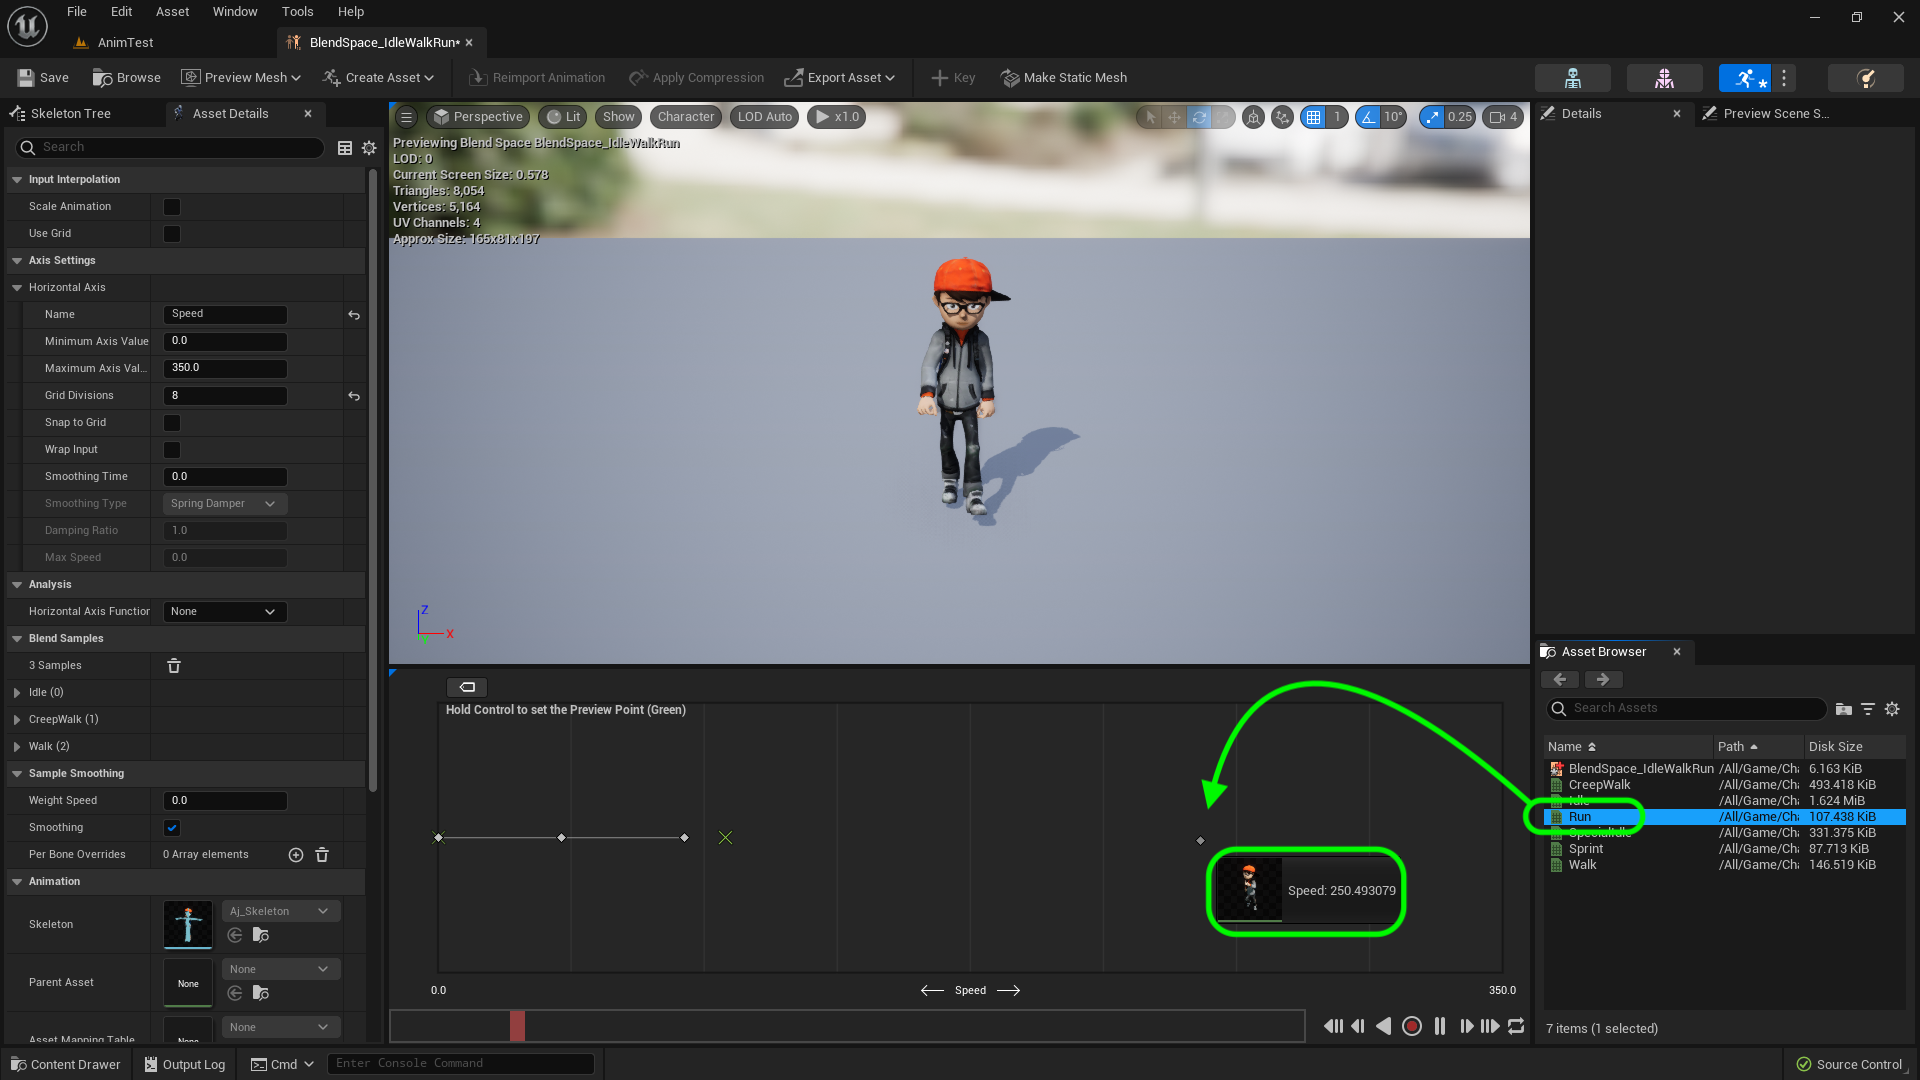 File Edit Asset Window Tools Help
AnimTest
BlendSpace_IdleWalkRun*
Save Browse Preview Mesh Create Asset Reimport Animation Apply Compression Export Asset Key Make Static Mesh
Skeleton Tree
Asset Details
Search
Input Interpolation
Scale Animation
Use Grid
Axis Settings
Horizontal Axis
Name Speed
Minimum Axis Value 0.0
Maximum Axis Val... 350.0
Grid Divisions 8
Snap to Grid
Wrap Input
Smoothing Time 0.0
Smoothing Type Spring Damper
Damping Ratio 1.0
Max Speed 0.0
Analysis
Horizontal Axis Function None
Blend Samples
3 Samples
Idle (0)
CreepWalk (1)
Walk (2)
Sample Smoothing
Weight Speed 0.0
Smoothing
Per Bone Overrides 0 Array elements
Animation
Skeleton Aj_Skeleton
Parent Asset None None
Asset Mapping Table None None
Perspective Lit Show Character LOD Auto x1.0 1 10° 0.25 4
Previewing Blend Space BlendSpace_IdleWalkRun
LOD: 0
Current Screen Size: 0.578
Triangles: 8,054
Vertices: 5,164
UV Channels: 4
Approx Size: 165x81x197
Z
X
Y
Hold Control to set the Preview Point (Green)
Speed: 250.493079
0.0 Speed 350.0
Details
Preview Scene S...
Asset Browser
Search Assets
Name Path Disk Size
BlendSpace_IdleWalkRun /All/Game/Cha 6.163 KiB
CreepWalk /All/Game/Cha 493.418 KiB
Idle /All/Game/Cha 1.624 MiB
Run /All/Game/Cha 107.438 KiB
SpecialIdle /All/Game/Cha 331.375 KiB
Sprint /All/Game/Cha 87.713 KiB
Walk /All/Game/Cha 146.519 KiB
7 items (1 selected)
Content Drawer Output Log Cmd Enter Console Command Source Control